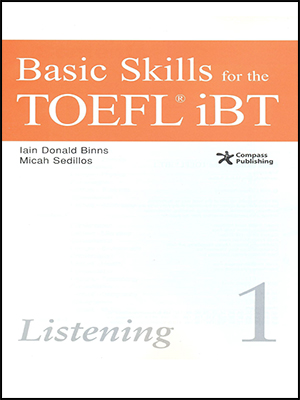 Basic Skills for the
TOEFL® iBT
Iain Donald Binns
Micah Sedillos
Compass
Publishing
Listening 1